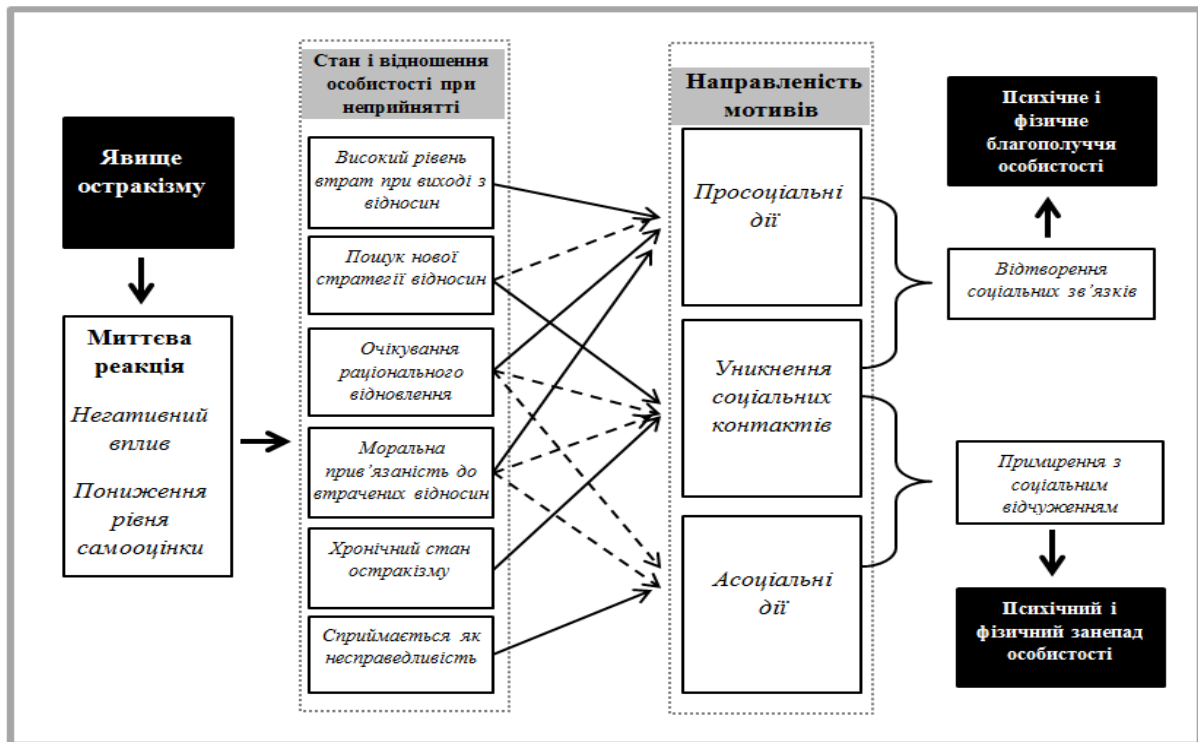 Явище
остракізму
Миттєва
реакція
Негативний
вплив
Пониження
рівня
самооцінки
Стан і відношення
особистості при
неприйнятті
Високий рівень
втрат при виході з
відносин
Пошук нової
стратегії відносин
Очікування
раціонального
відновлення
Моральна
прив’язаність до
втрачених відносин
Хронічний стан
остракізму
Сприймається як
несправедливість
Направленість
мотивів
Просоціальні
дії
Уникнення
соціальних
контактів
Асоціальні
дії
Психічне і
фізичне
благополуччя
особистості
Відтворення
соціальних зв’язків
Примирення з
соціальним
відчуженням
Психічний і
фізичний занепад
особистості